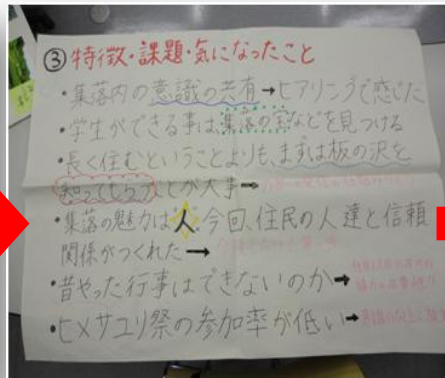 ③特徴・課題・気になったこと
・集落内の意識の共有→ヒアリングで感じた
・学生ができる事は集落の宝などを見つける
・長く住むということよりも、まずは板の沢を
知ってもらうことが大事→
・集落の魅力は人。今回、住民の人達と信頼
関係がつくれた→
・昔やった行事はできないのか→
・ヒメサユリ祭の参加率が低い→